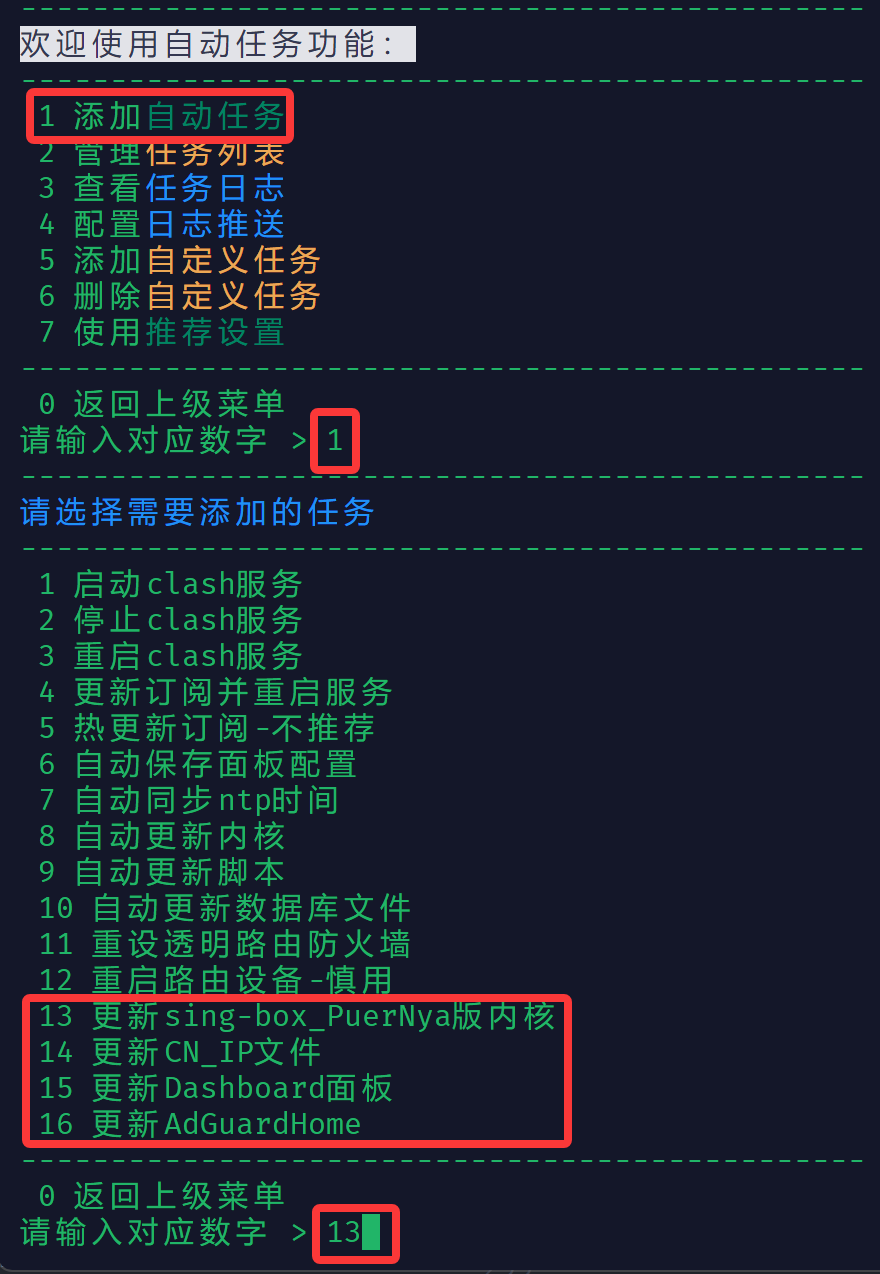 欢迎使用自动任务功能：
1 添加自动任务
2 管理任务列表
3 查看任务日志
4 配置日志推送
5 添加自定义任务
6 删除自定义任务
7 使用推荐设置
0 返回上级菜单
请输入对应数字 > 1
请选择需要添加的任务
1 启动clash服务
2 停止clash服务
3 重启clash服务
4 更新订阅并重启服务
5 热更新订阅-不推荐
6 自动保存面板配置
7 自动同步ntp时间
8 自动更新内核
9 自动更新脚本
10 自动更新数据库文件
11 重设透明路由防火墙
12 重启路由设备-慎用
13 更新sing-box_PuerNya版内核
14 更新CN_IP文件
15 更新Dashboard面板
16 更新AdGuardHome
0 返回上级菜单
请输入对应数字 > 13